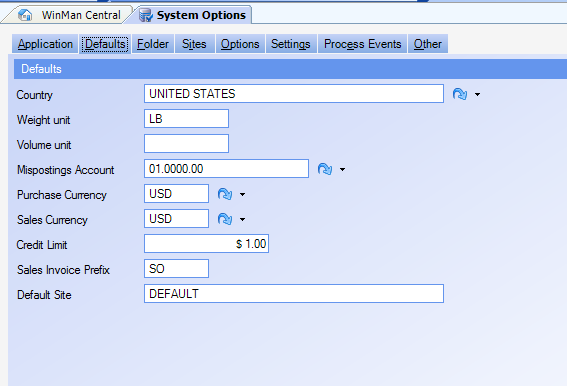 WinMan Central System Options
Application Defaults Folder Sites Options Settings Process Events Other
Defaults
Country UNITED STATES
Weight unit LB
Volume unit
Mispostings Account 01.0000.00
Purchase Currency USD
Sales Currency USD
Credit Limit $ 1.00
Sales Invoice Prefix SO
Default Site DEFAULT